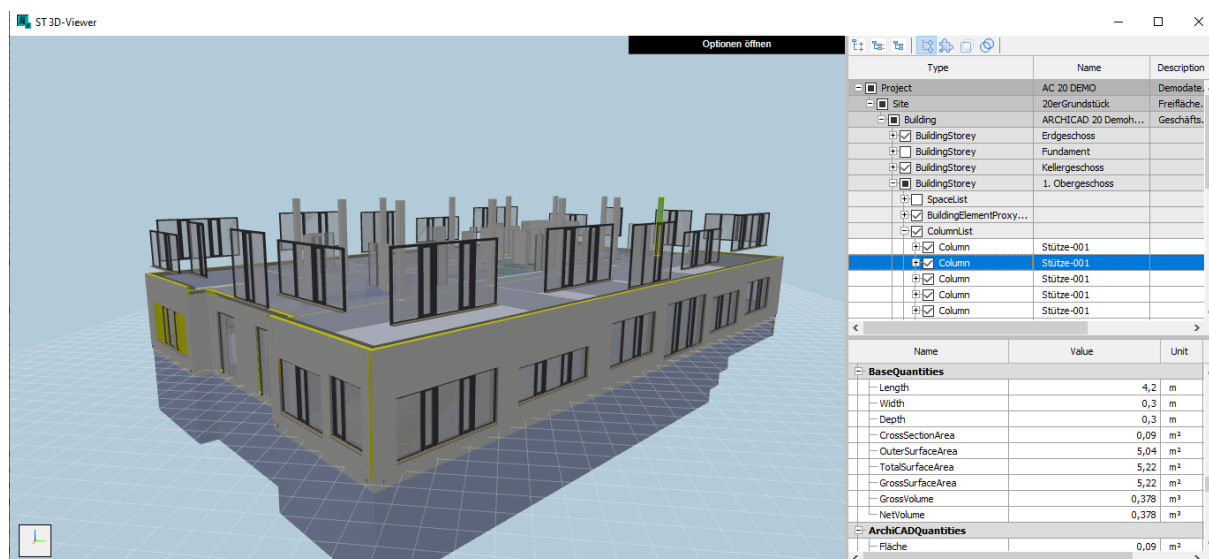 ST 3D-Viewer
Optionen öffnen
Type Name Description
Project AC 20 DEMO Demodate.
Site 20erGrundstück Freifläche.
Building ARCHICAD 20 Demoh... Geschäfts.
BuildingStorey Erdgeschoss
BuildingStorey Fundament
BuildingStorey Kellergeschoss
BuildingStorey 1. Obergeschoss
SpaceList
BuildingElementProxy...
ColumnList
Column Stütze-001
Column Stütze-001
Column Stütze-001
Column Stütze-001
Column Stütze-001
Name Value Unit
BaseQuantities
Length 4,2 m
Width 0,3 m
Depth 0,3 m
CrossSectionArea 0,09 m²
OuterSurfaceArea 5,04 m²
TotalSurfaceArea 5,22 m²
GrossSurfaceArea 5,22 m²
GrossVolume 0,378 m³
NetVolume 0,378 m³
ArchiCADQuantities
Fläche 0,09 m²